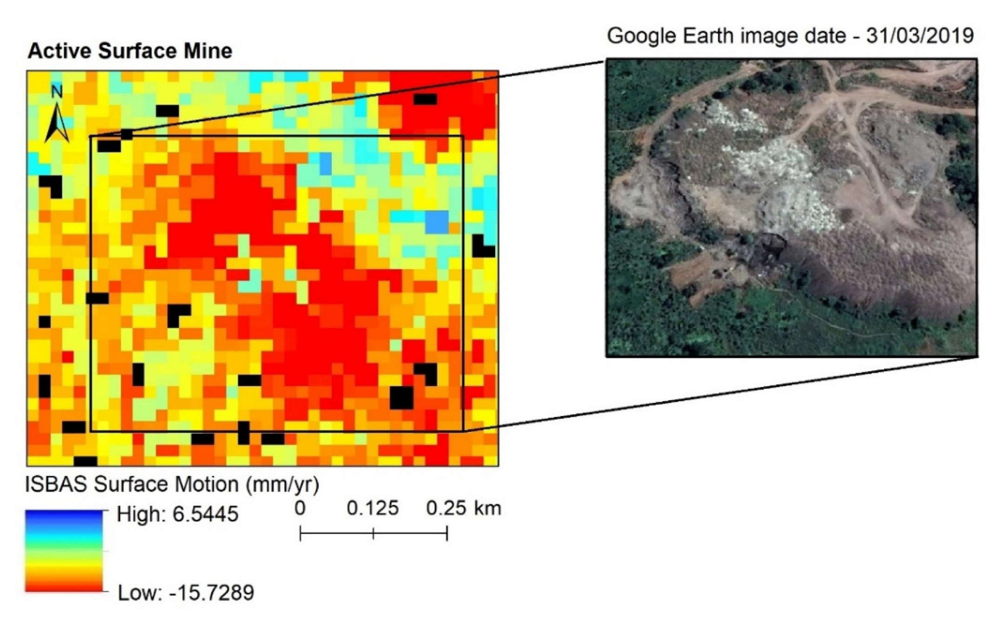 Google Earth image date - 31/03/2019
Active Surface Mine
N
ISBAS Surface Motion (mm/yr)
High: 6.5445
Low: -15.7289
0 0.125 0.25 km